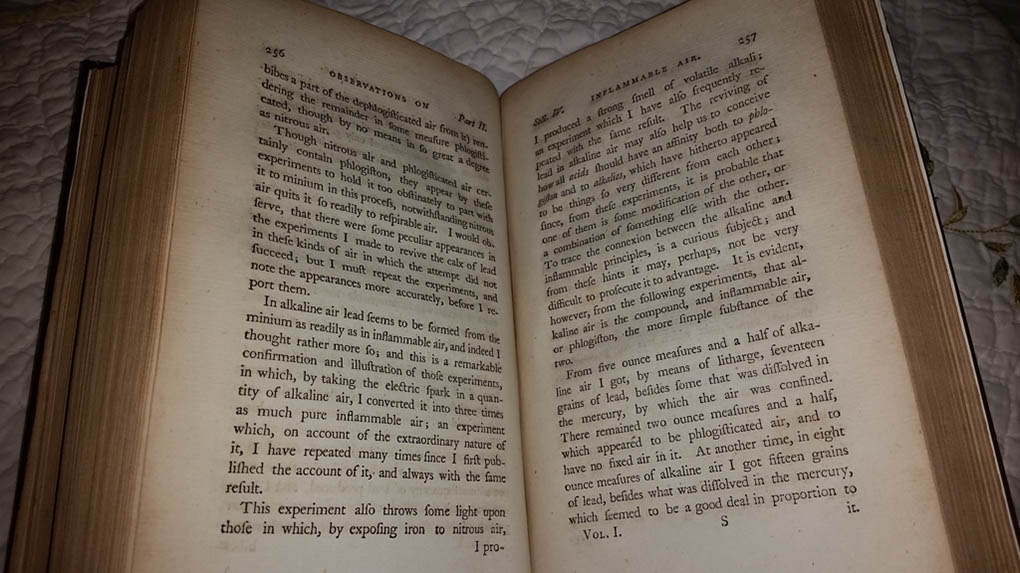 256
OBSERVATIONS ON
Part II.
bibes a part of the dephlogiſticated air from it) ren-
dering the remainder in ſome meaſure phlogiſti-
cated, though by no means in ſo great a degree
as nitrous air.
Though nitrous air and phlogiſticated air cer-
tainly contain phlogiſton, they appear by theſe
experiments to hold it too obſtinately to part with
it to minium in this proceſs, notwithſtanding nitrous
air quits it ſo readily to reſpirable air. I would ob-
ſerve, that there were ſome peculiar appearances in
the experiments I made to revive the calx of lead
in theſe kinds of air in which the attempt did not
ſucceed; but I muſt repeat the experiments, and
note the appearances more accurately, before I re-
port them.
In alkaline air lead ſeems to be formed from the
minium as readily as in inflammable air, and indeed I
thought rather more ſo; and this is a remarkable
confirmation and illuſtration of thoſe experiments,
in which, by taking the electric ſpark in a quan-
tity of alkaline air, I converted it into three times
as much pure inflammable air; an experiment
which, on account of the extraordinary nature of
it, I have repeated many times ſince I firſt pub-
liſhed the account of it, and always with the ſame
reſult.
This experiment alſo throws ſome light upon
thoſe in which, by expoſing iron to nitrous air,
I pro-
257
Sect. IV.
INFLAMMABLE AIR.
I produced a ſtrong ſmell of volatile alkali;
an experiment which I have alſo frequently re-
peated with the ſame reſult. The reviving of
lead in alkaline air may alſo help us to conceive
how all acids ſhould have an affinity both to phlo-
giſton and to alkalies, which have hitherto appeared
to be things ſo very different from each other;
ſince, from theſe experiments, it is probable that
one of them is ſome modification of the other, or
a combination of ſomething elſe with the other.
To trace the connexion between the alkaline and
inflammable principles, is a curious ſubject; and
from theſe hints it may, perhaps, not be very
difficult to proſecute it to advantage. It is evident,
however, from the following experiments, that al-
kaline air is the compound, and inflammable air,
or phlogiſton, the more ſimple ſubſtance of the
two.
From five ounce meaſures and a half of alka-
line air I got, by means of litharge, ſeventeen
grains of lead, beſides ſome that was diſſolved in
the mercury, by which the air was confined.
There remained two ounce meaſures and a half,
which appeared to be phlogiſticated air, and to
have no fixed air in it. At another time, in eight
ounce meaſures of alkaline air I got fifteen grains
of lead, beſides what was diſſolved in the mercury,
which ſeemed to be a good deal in proportion to
VOL. I.
S
it.